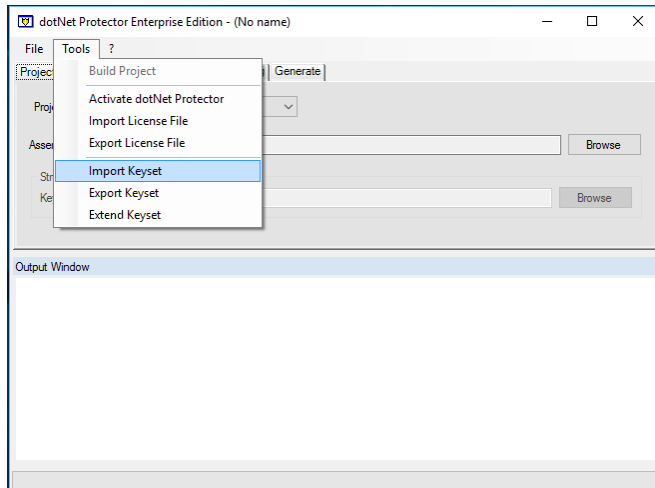 dotNet Protector Enterprise Edition - (No name)
File Tools ?
Project Generate
Build Project
Activate dotNet Protector
Import License File
Export License File
Browse
Import Keyset
Export Keyset
Browse
Extend Keyset
Output Window